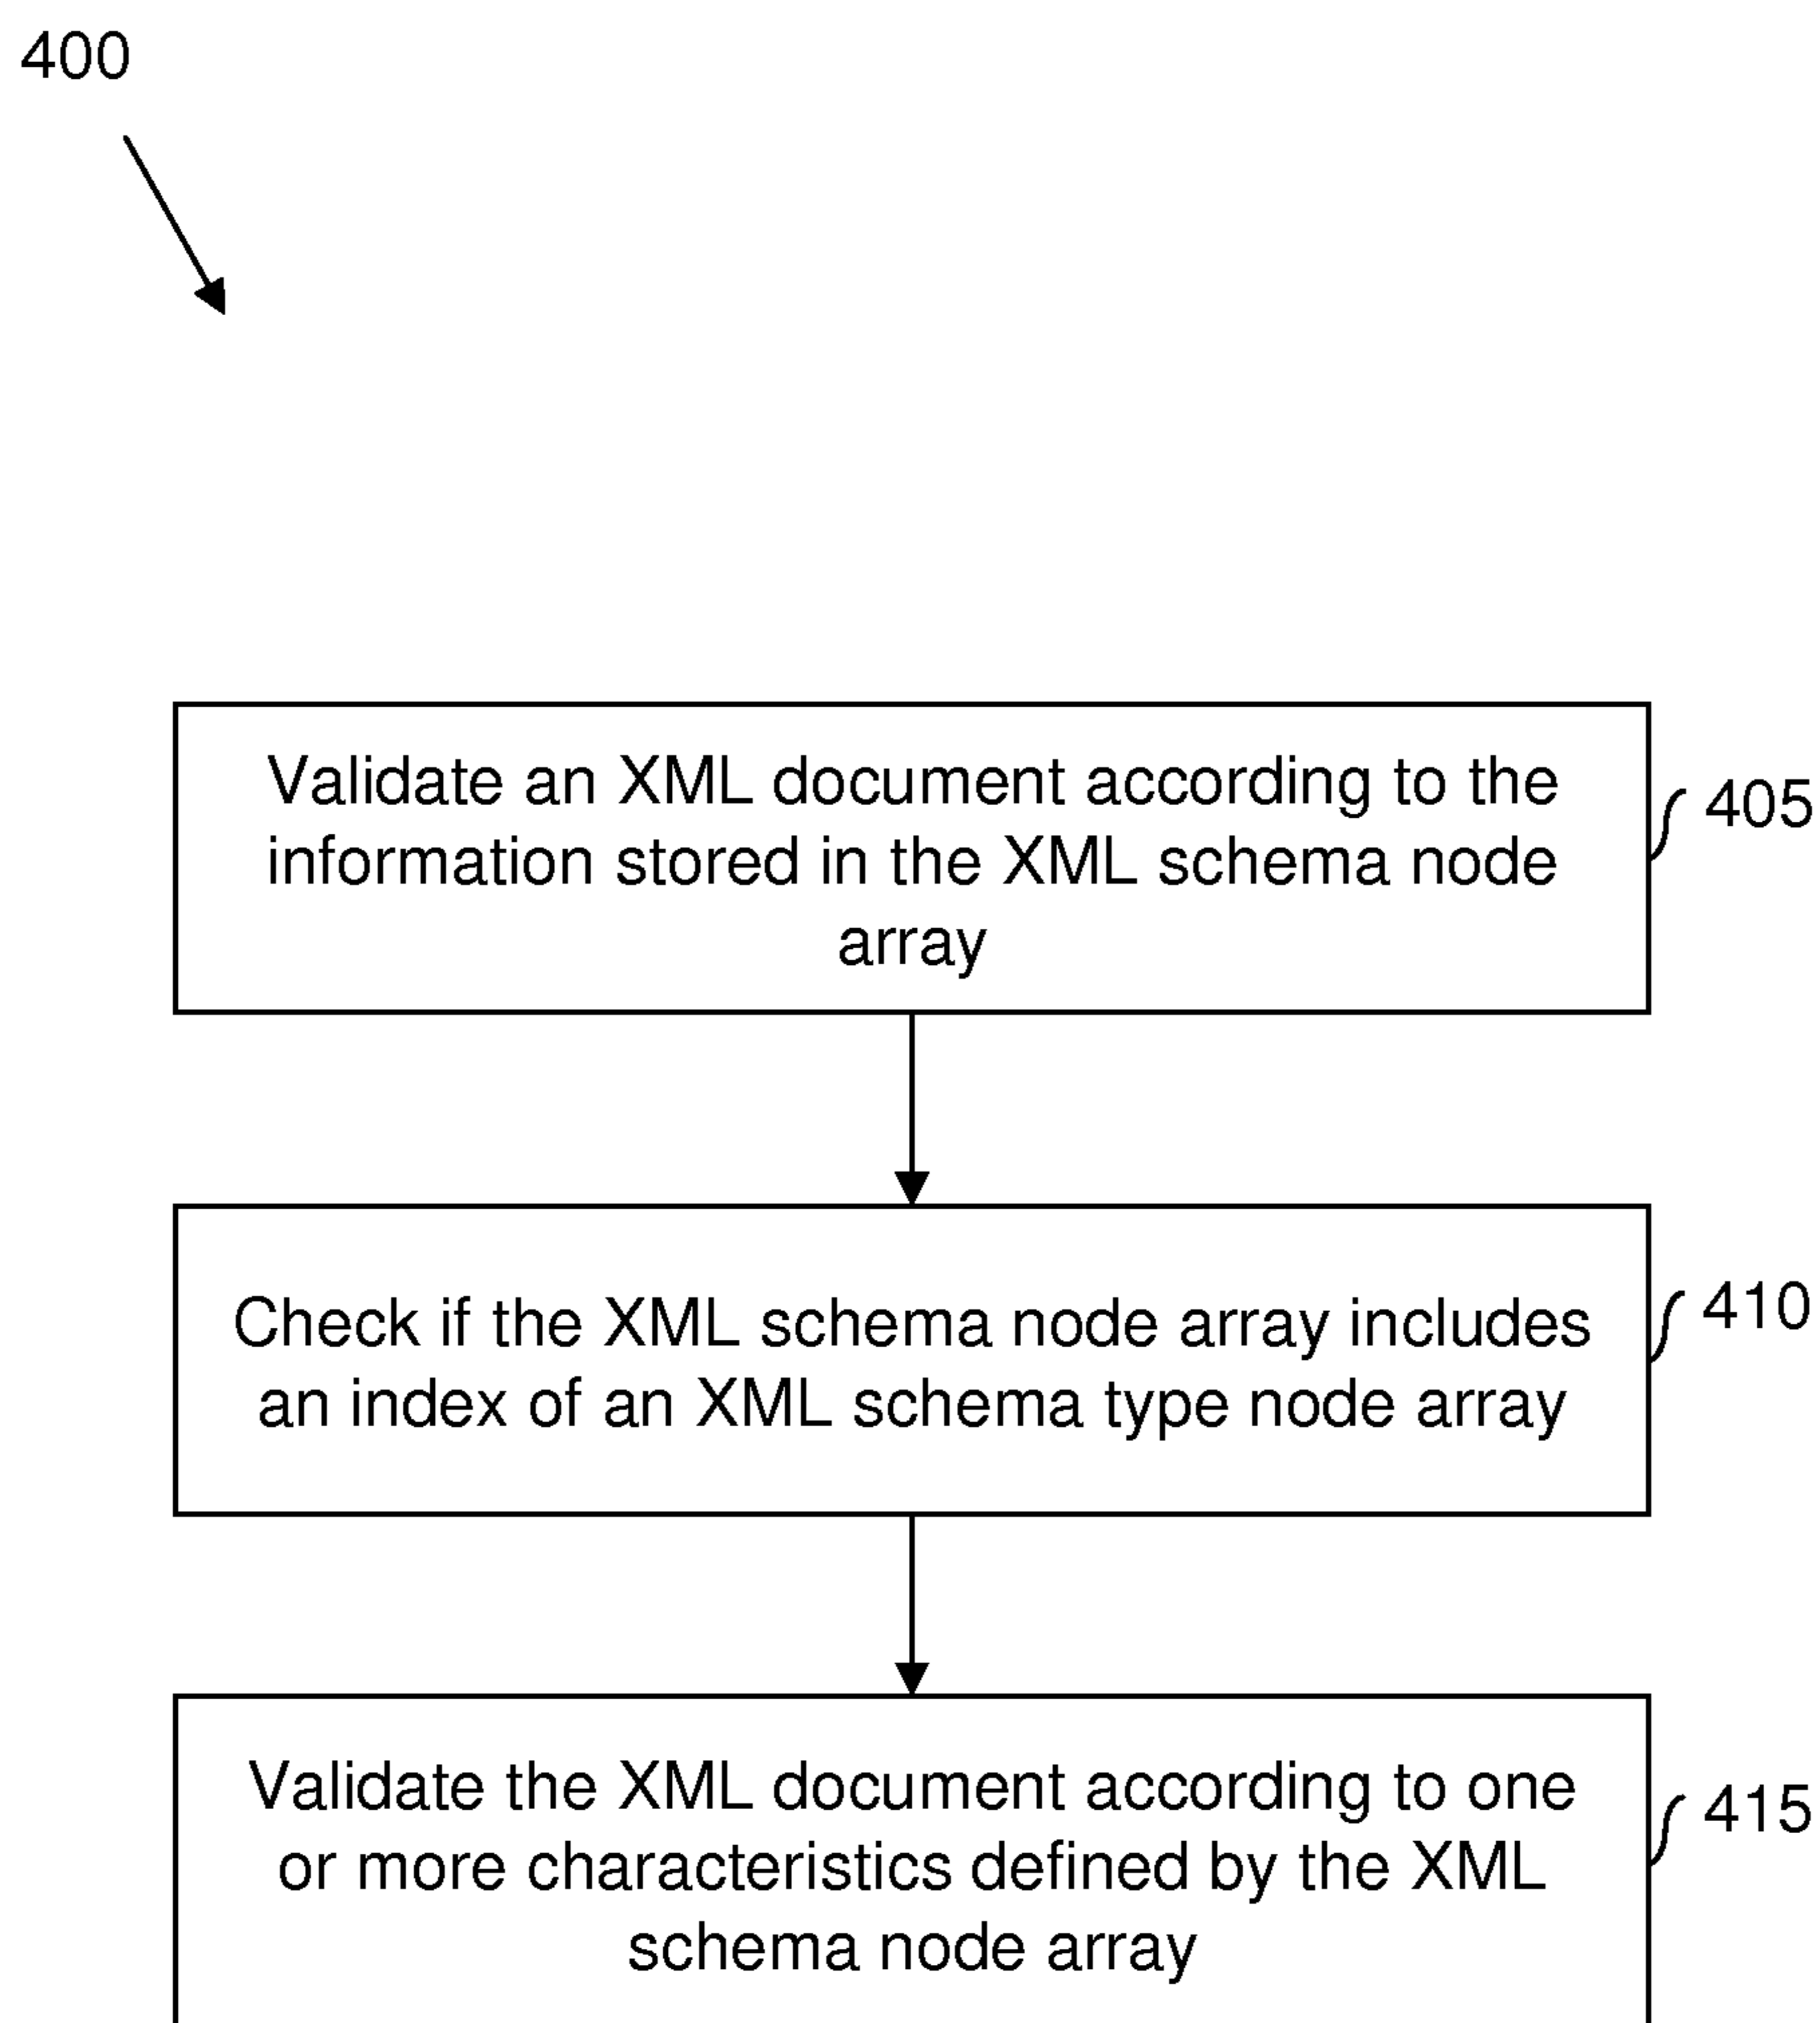 400
Validate an XML document according to the
information stored in the XML schema node
array
405
Check if the XML schema node array includes
an index of an XML schema type node array
410
Validate the XML document according to one
or more characteristics defined by the XML
schema node array
415